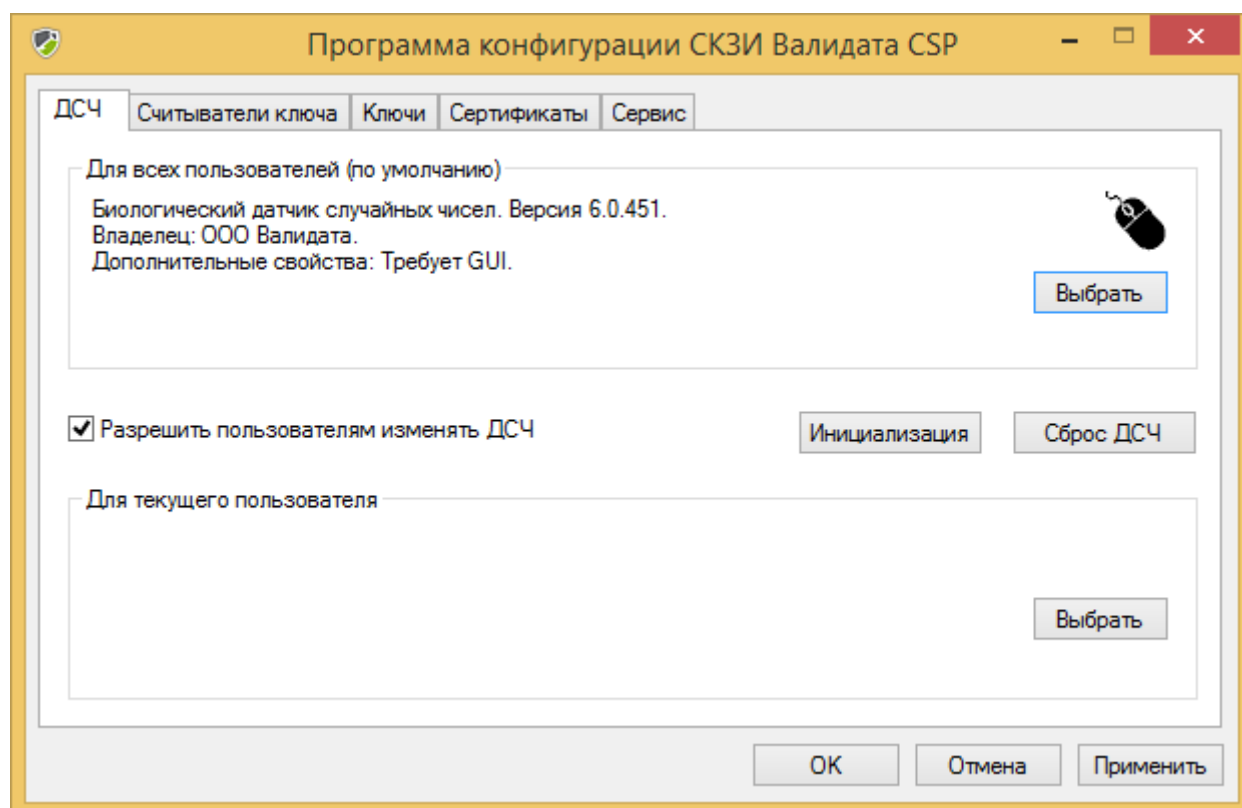 Программа конфигурации СКЗИ Валидата CSP
ДСЧ Считыватели ключа Ключи Сертификаты Сервис
Для всех пользователей (по умолчанию)
Биологический датчик случайных чисел. Версия 6.0.451.
Владелец: ООО Валидата.
Дополнительные свойства: Требует GUI.
Выбрать
Разрешить пользователям изменять ДСЧ Инициализация Сброс ДСЧ
Для текущего пользователя
Выбрать
OK Отмена Применить